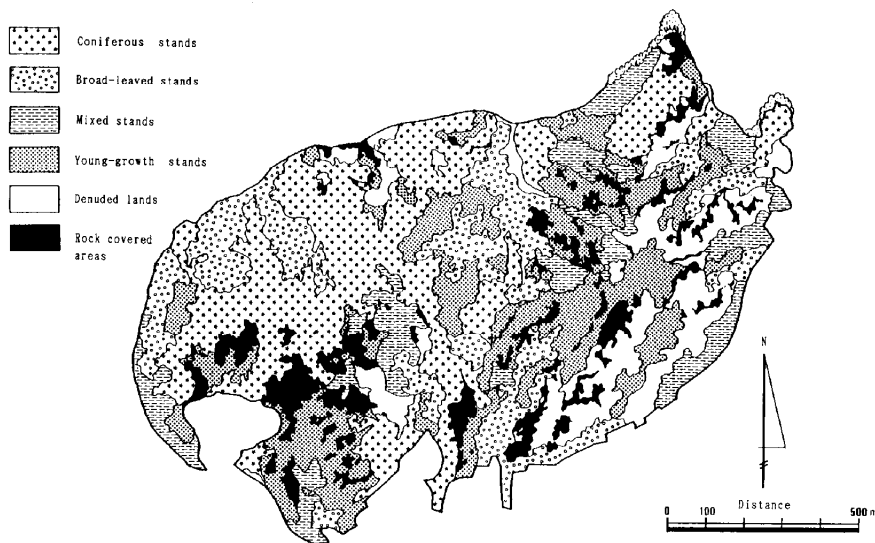 Coniferous stands
Broad-leaved stands
Mixed stands
Young-growth stands
Denuded lands
Rock covered
areas
N
Distance
0 100 500 m